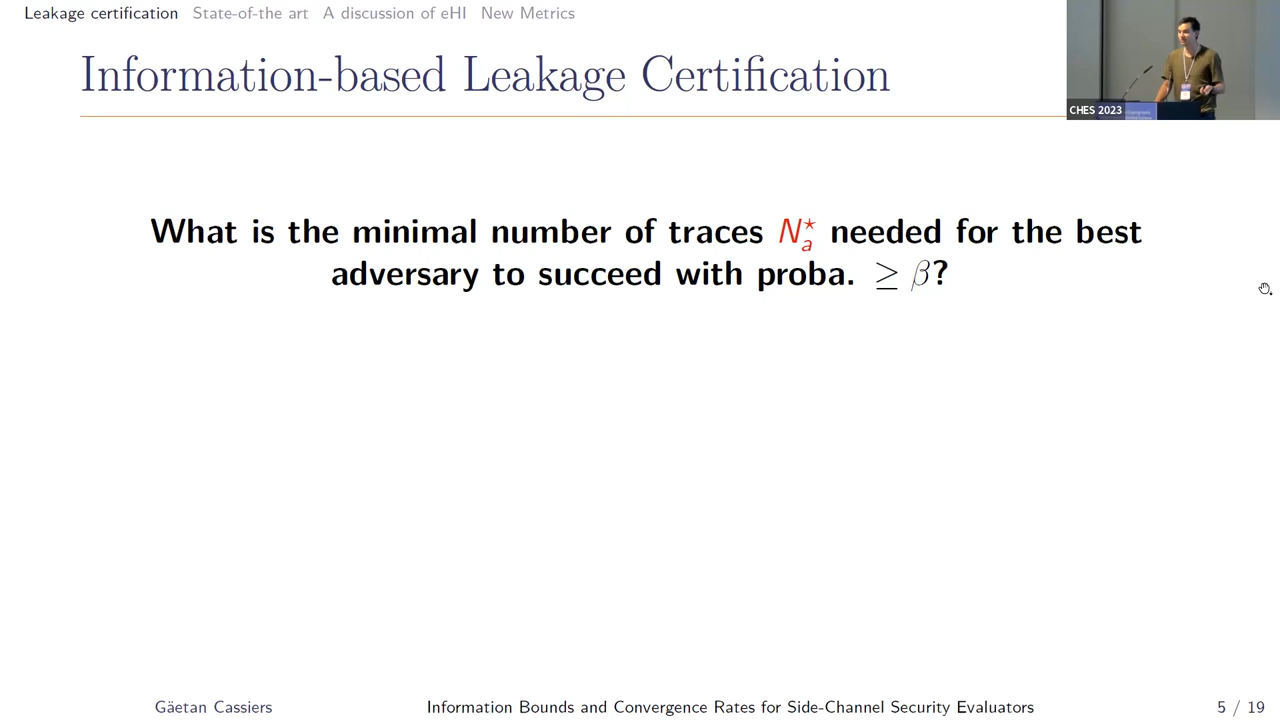 Leakage certification State-of-the art A discussion of eHI New Metrics
Information-based Leakage Certification
CHES 2023
What is the minimal number of traces N*a needed for the best
adversary to succeed with proba. ≥ β?
Gäetan Cassiers Information Bounds and Convergence Rates for Side-Channel Security Evaluators 5 / 19